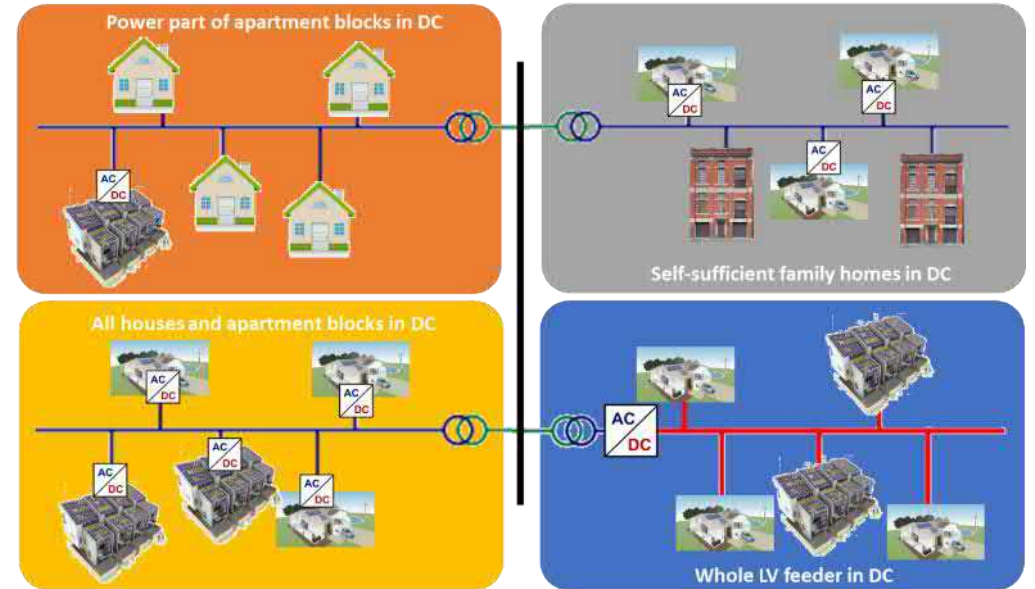 Power part of apartment blocks in DC
AC
DC
AC
DC
AC
DC
AC
DC
Self-sufficient family homes in DC
All houses and apartment blocks in DC
AC
DC
AC
DC
AC
DC
AC
DC
AC
DC
AC
DC
Whole LV feeder in DC